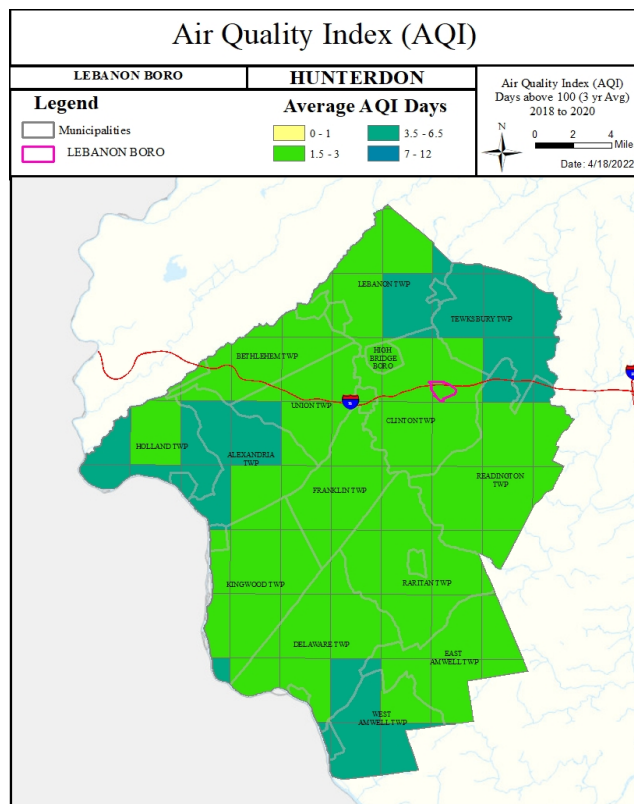 Air Quality Index (AQI)
LEBANON BORO
HUNTERDON
Legend
Municipalities
LEBANON BORO
Average AQI Days
0 - 1
3.5 - 6.5
1.5 - 3
7 - 12
Air Quality Index (AQI)
Days above 100 (3 yr Avg)
2018 to 2020
N
0 2 4
Mile
Date: 4/18/2022
LEBANON TWP
TEWKSBURY TWP
BETHLEHEM TWP
HIGH
BRIDGE
BORO
UNION TWP
CLINTON TWP
HOLLAND TWP
ALEXANDRIA
TWP
READINGTON
TWP
FRANKLIN TWP
KINGWOOD TWP
RARITAN TWP
DELAWARE TWP
EAST
AMWELL TWP
WEST
AMWELL TWP